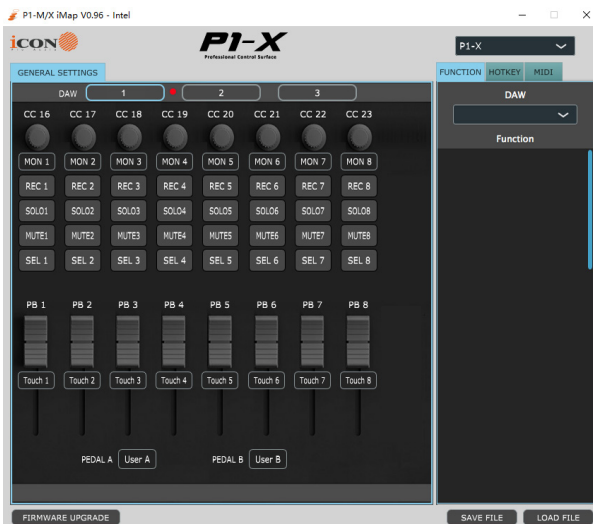 P1-M/X iMap V0.96 - Intel
iCON
P1-X
Professional Control Surface
P1-X
GENERAL SETTINGS
FUNCTION HOTKEY MIDI
DAW 1 2 3
DAW
CC 16 CC 17 CC 18 CC 19 CC 20 CC 21 CC 22 CC 23
Function
MON 1 MON 2 MON 3 MON 4 MON 5 MON 6 MON 7 MON 8
REC 1 REC 2 REC 3 REC 4 REC 5 REC 6 REC 7 REC 8
SOLO1 SOLO2 SOLO3 SOLO4 SOLO5 SOLO6 SOLO7 SOLO8
MUTE1 MUTE2 MUTE3 MUTE4 MUTE5 MUTE6 MUTE7 MUTE8
SEL 1 SEL 2 SEL 3 SEL 4 SEL 5 SEL 6 SEL 7 SEL 8
PB 1 PB 2 PB 3 PB 4 PB 5 PB 6 PB 7 PB 8
Touch 1 Touch 2 Touch 3 Touch 4 Touch 5 Touch 6 Touch 7 Touch 8
PEDAL A User A PEDAL B User B
FIRMWARE UPGRADE
SAVE FILE LOAD FILE